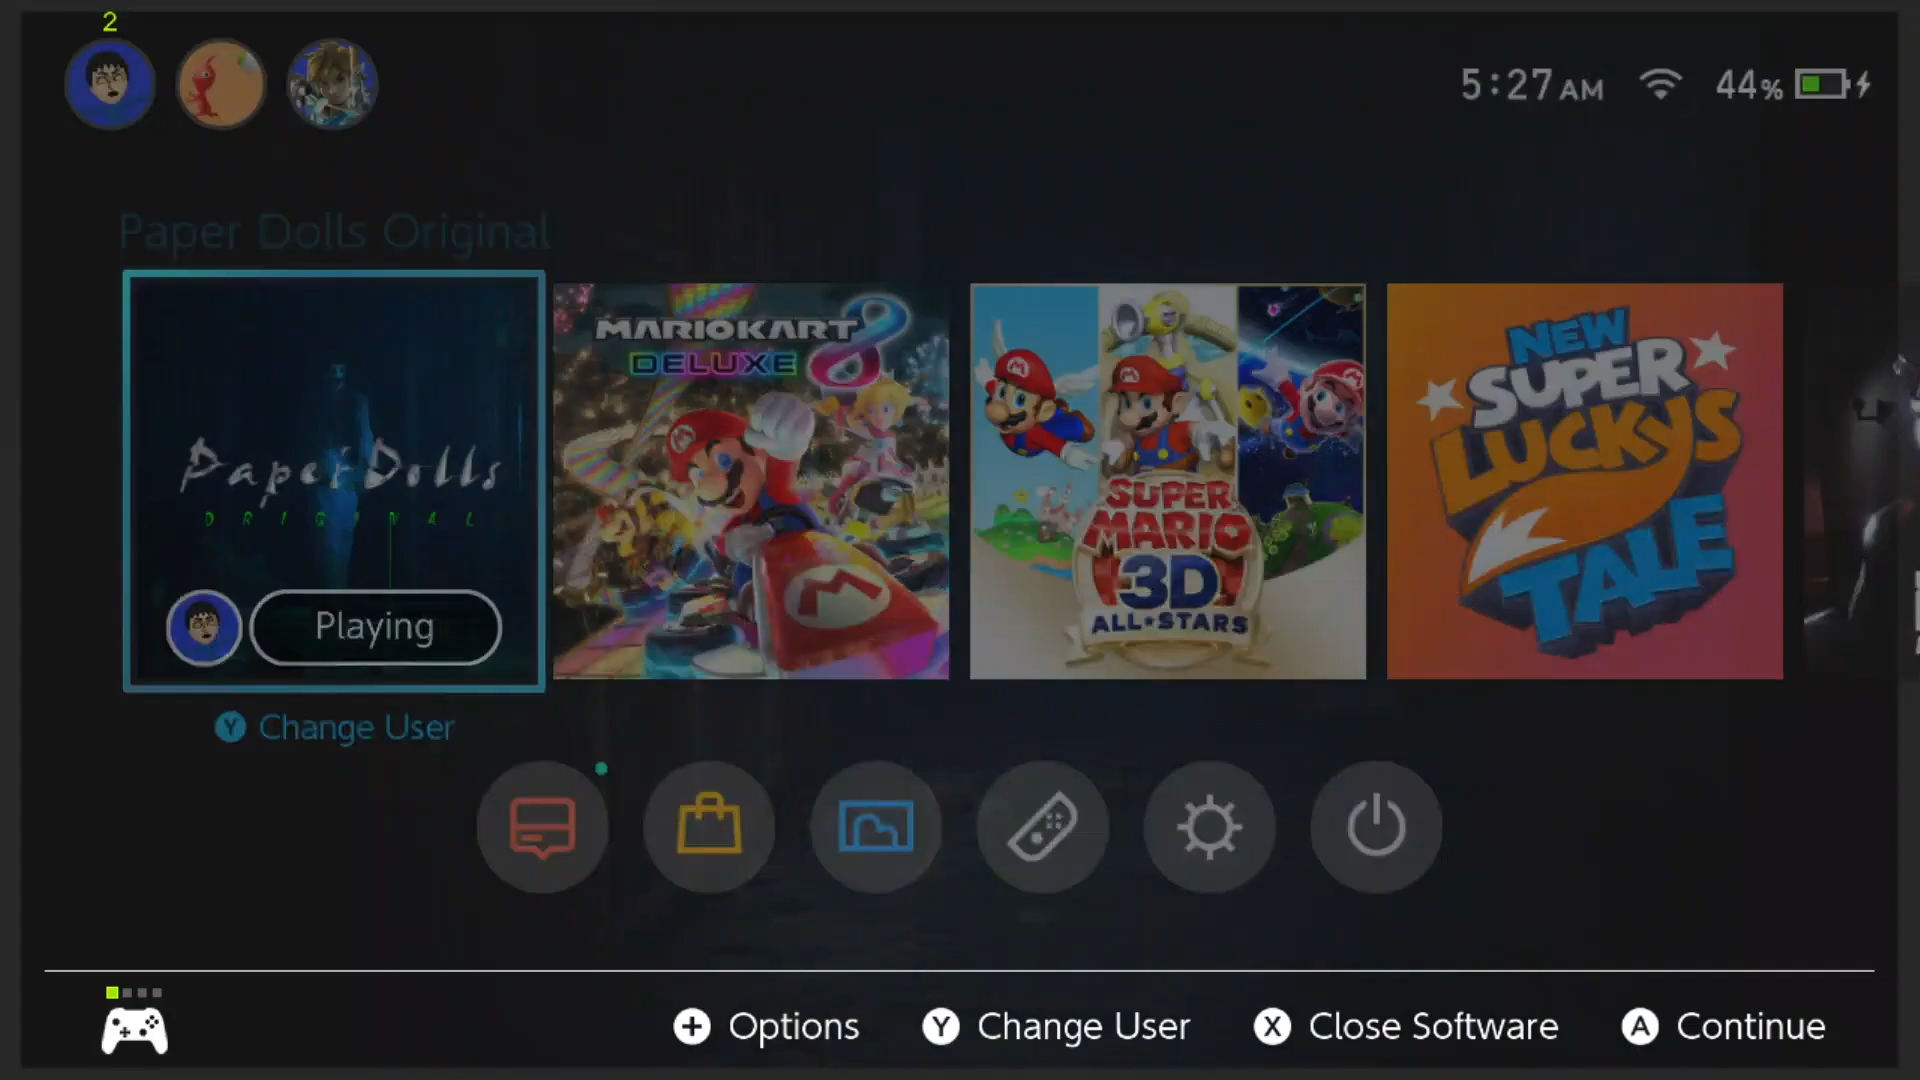 2
5:27 AM 44%
Paper Dolls Original
Paper Dolls
ORIGINAL
Playing
MARIOKART 8
DELUXE
SUPER
MARIO
3D
ALL★STARS
NEW
SUPER
LUCKY'S
TALE
Y Change User
+ Options Y Change User X Close Software A Continue